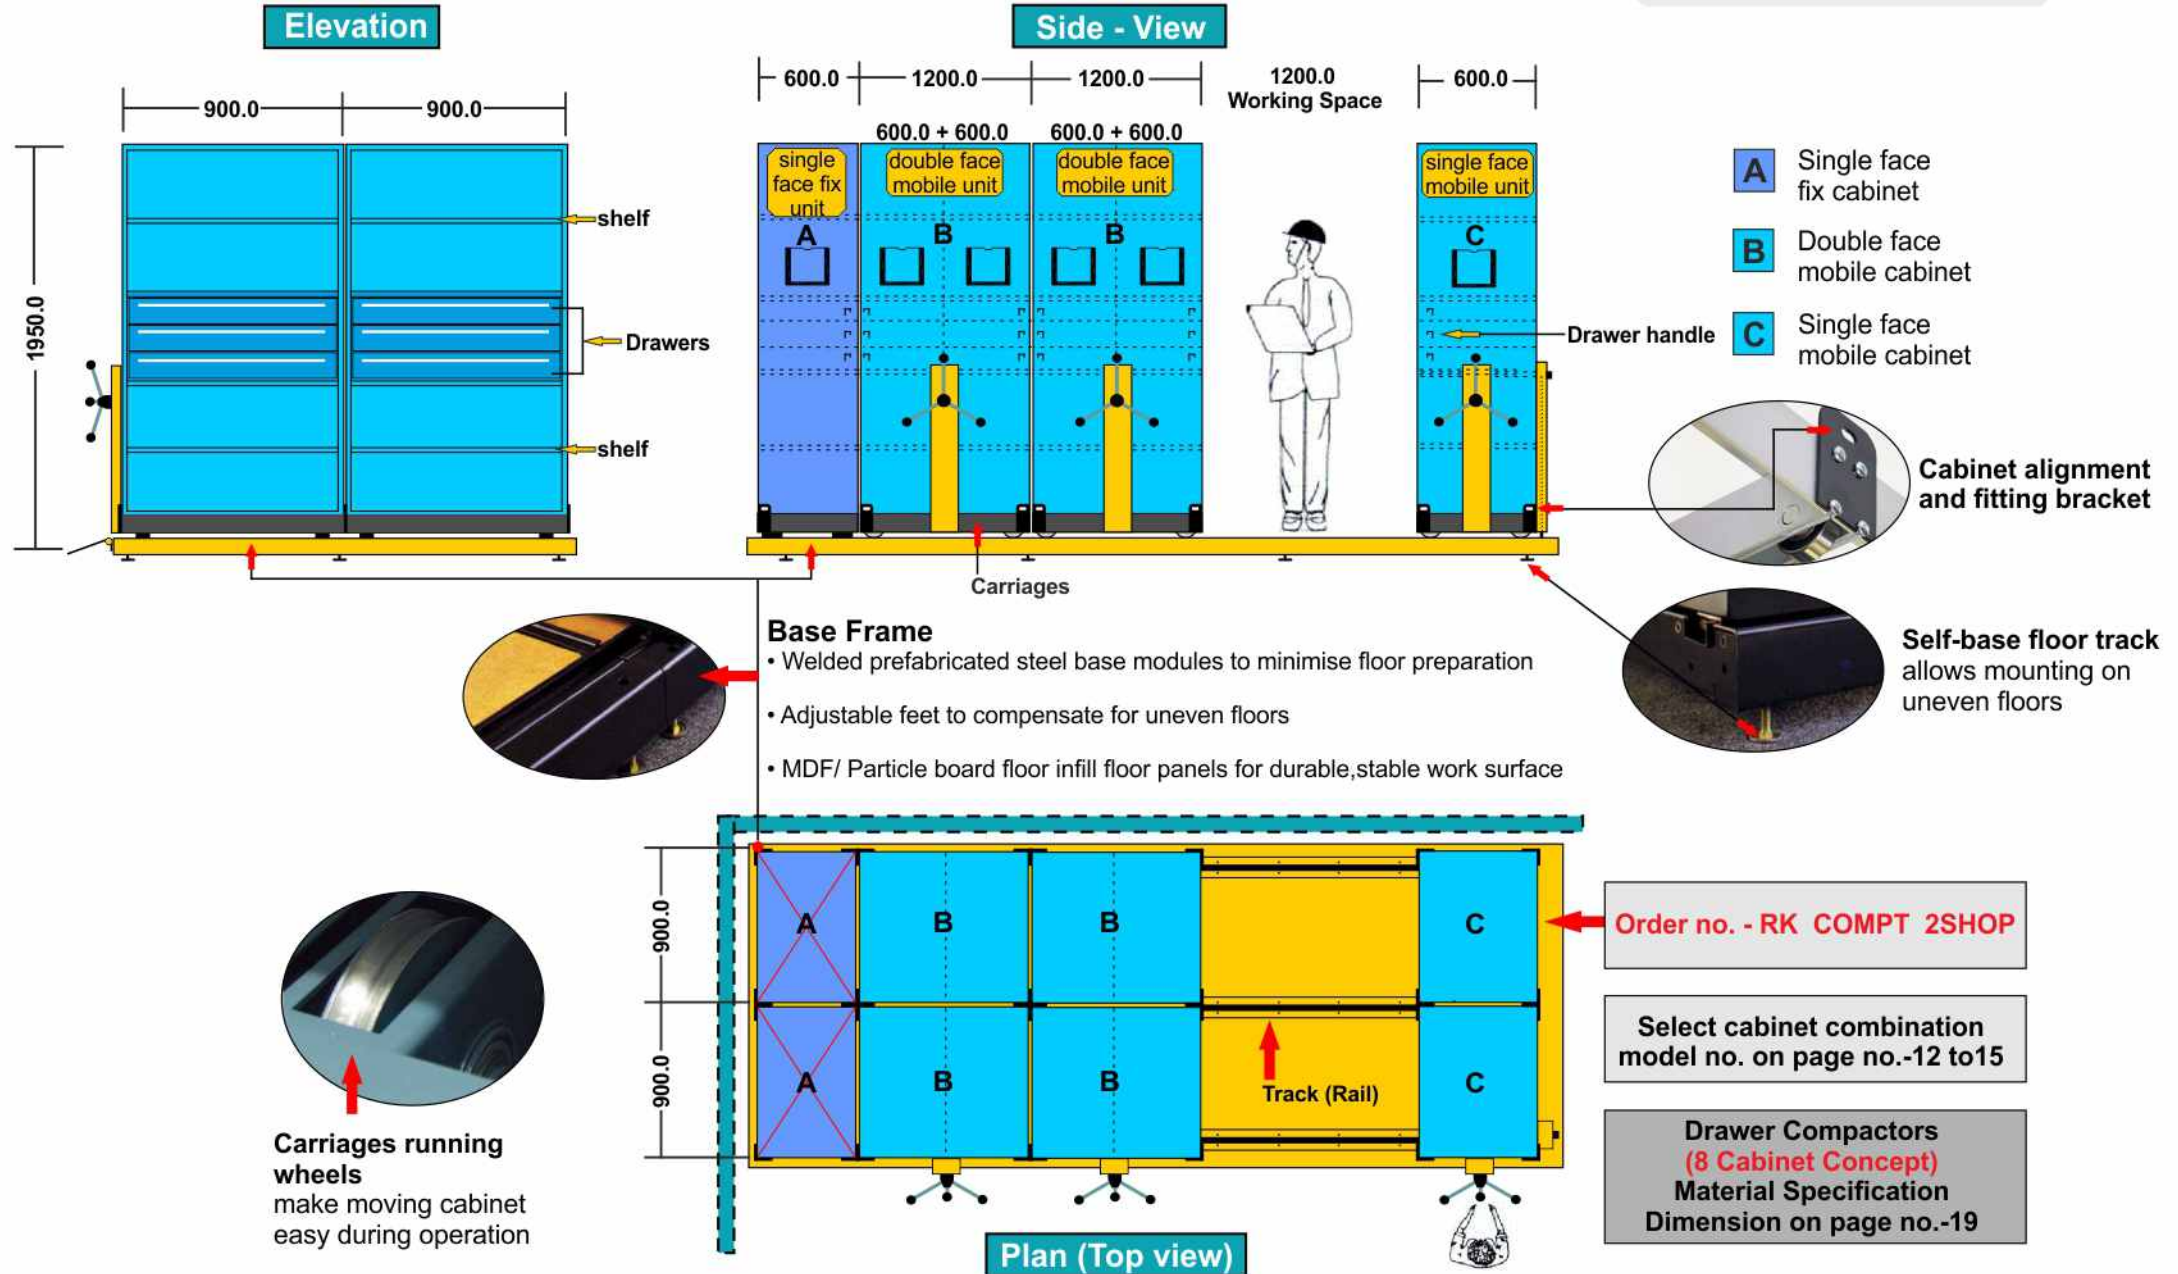 Elevation
Side - View
900.0
900.0
1950.0
shelf
Drawers
shelf
600.0
1200.0
1200.0
1200.0
Working Space
600.0
600.0 + 600.0
600.0 + 600.0
single
face fix
unit
double face
mobile unit
double face
mobile unit
single face
mobile unit
A
B
B
C
Drawer handle
Carriages
A
Single face
fix cabinet
B
Double face
mobile cabinet
C
Single face
mobile cabinet
Cabinet alignment
and fitting bracket
Self-base floor track
allows mounting on
uneven floors
Base Frame
• Welded prefabricated steel base modules to minimise floor preparation
• Adjustable feet to compensate for uneven floors
• MDF/ Particle board floor infill floor panels for durable,stable work surface
900.0
900.0
A
B
B
C
A
B
B
C
Track (Rail)
Carriages running
wheels
make moving cabinet
easy during operation
Order no. - RK COMPT 2SHOP
Select cabinet combination
model no. on page no.-12 to15
Drawer Compactors
(8 Cabinet Concept)
Material Specification
Dimension on page no.-19
Plan (Top view)